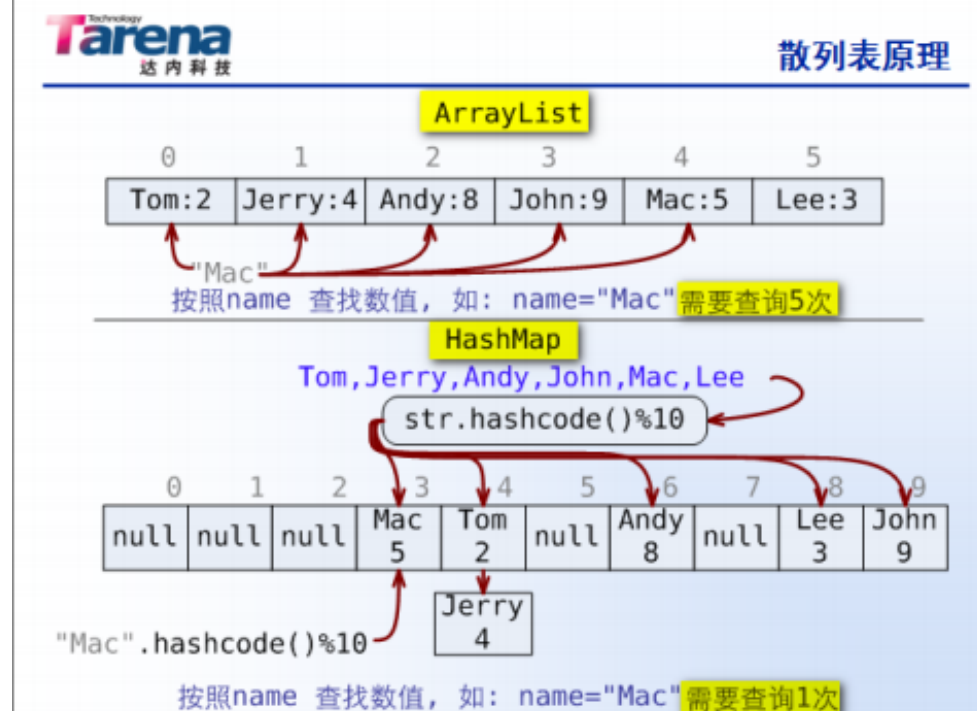 Technology
Tarena
达内科技
散列表原理
ArrayList
0 1 2 3 4 5
Tom:2 Jerry:4 Andy:8 John:9 Mac:5 Lee:3
"Mac"
按照name 查找数值, 如: name="Mac"需要查询5次
HashMap
Tom,Jerry,Andy,John,Mac,Lee
str.hashcode()%10
0 1 2 3 4 5 6 7 8 9
null null null Mac Tom null Andy null Lee John
5 2 8 3 9
Jerry
4
"Mac".hashcode()%10
按照name 查找数值, 如: name="Mac"需要查询1次